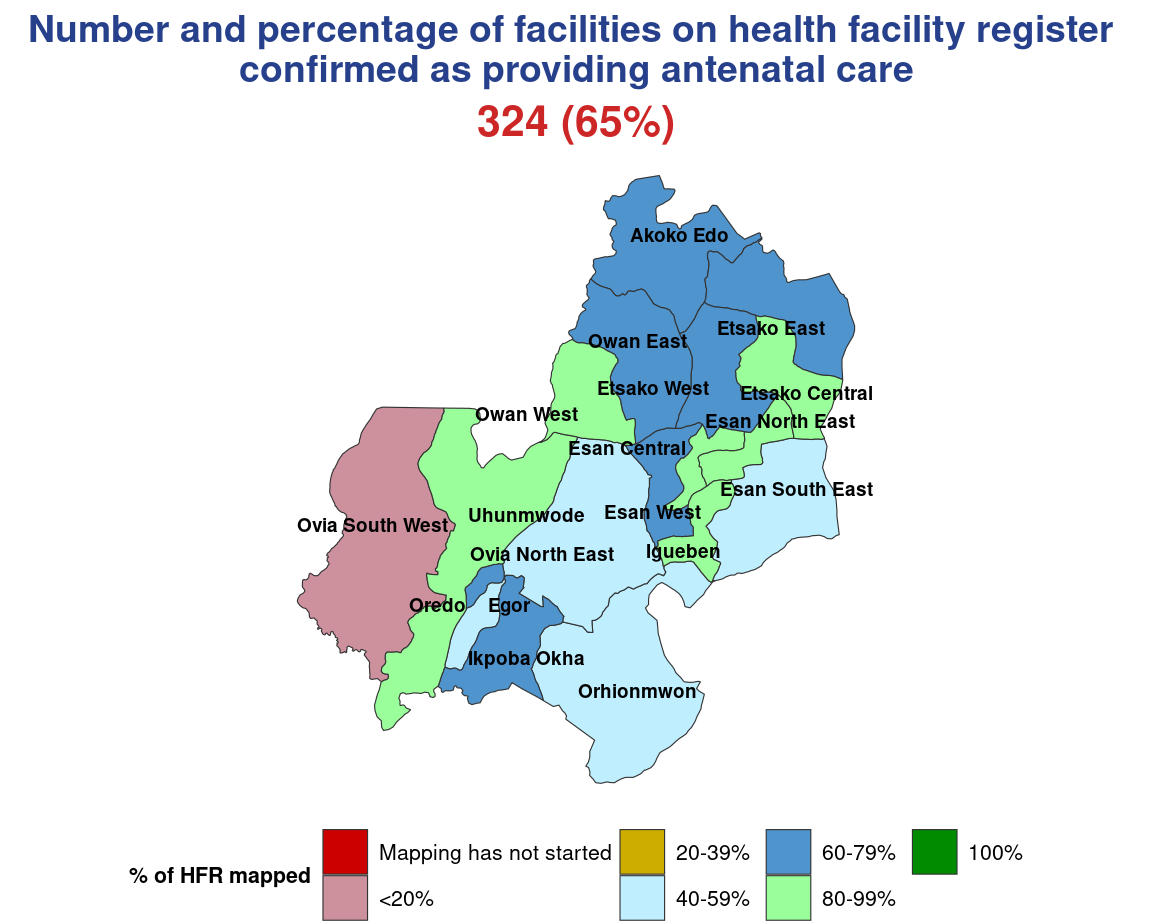 Number and percentage of facilities on health facility register
confirmed as providing antenatal care
324 (65%)
Akoko Edo
Etsako East
Owan East
Etsako West
Etsako Central
Owan West
Esan North East
Esan Central
Esan South East
Esan West
Uhunmwode
Ovia South West
Igueben
Ovia North East
Oredo
Egor
Ikpoba Okha
Orhionmwon
% of HFR mapped
Mapping has not started
<20%
20-39%
40-59%
60-79%
80-99%
100%